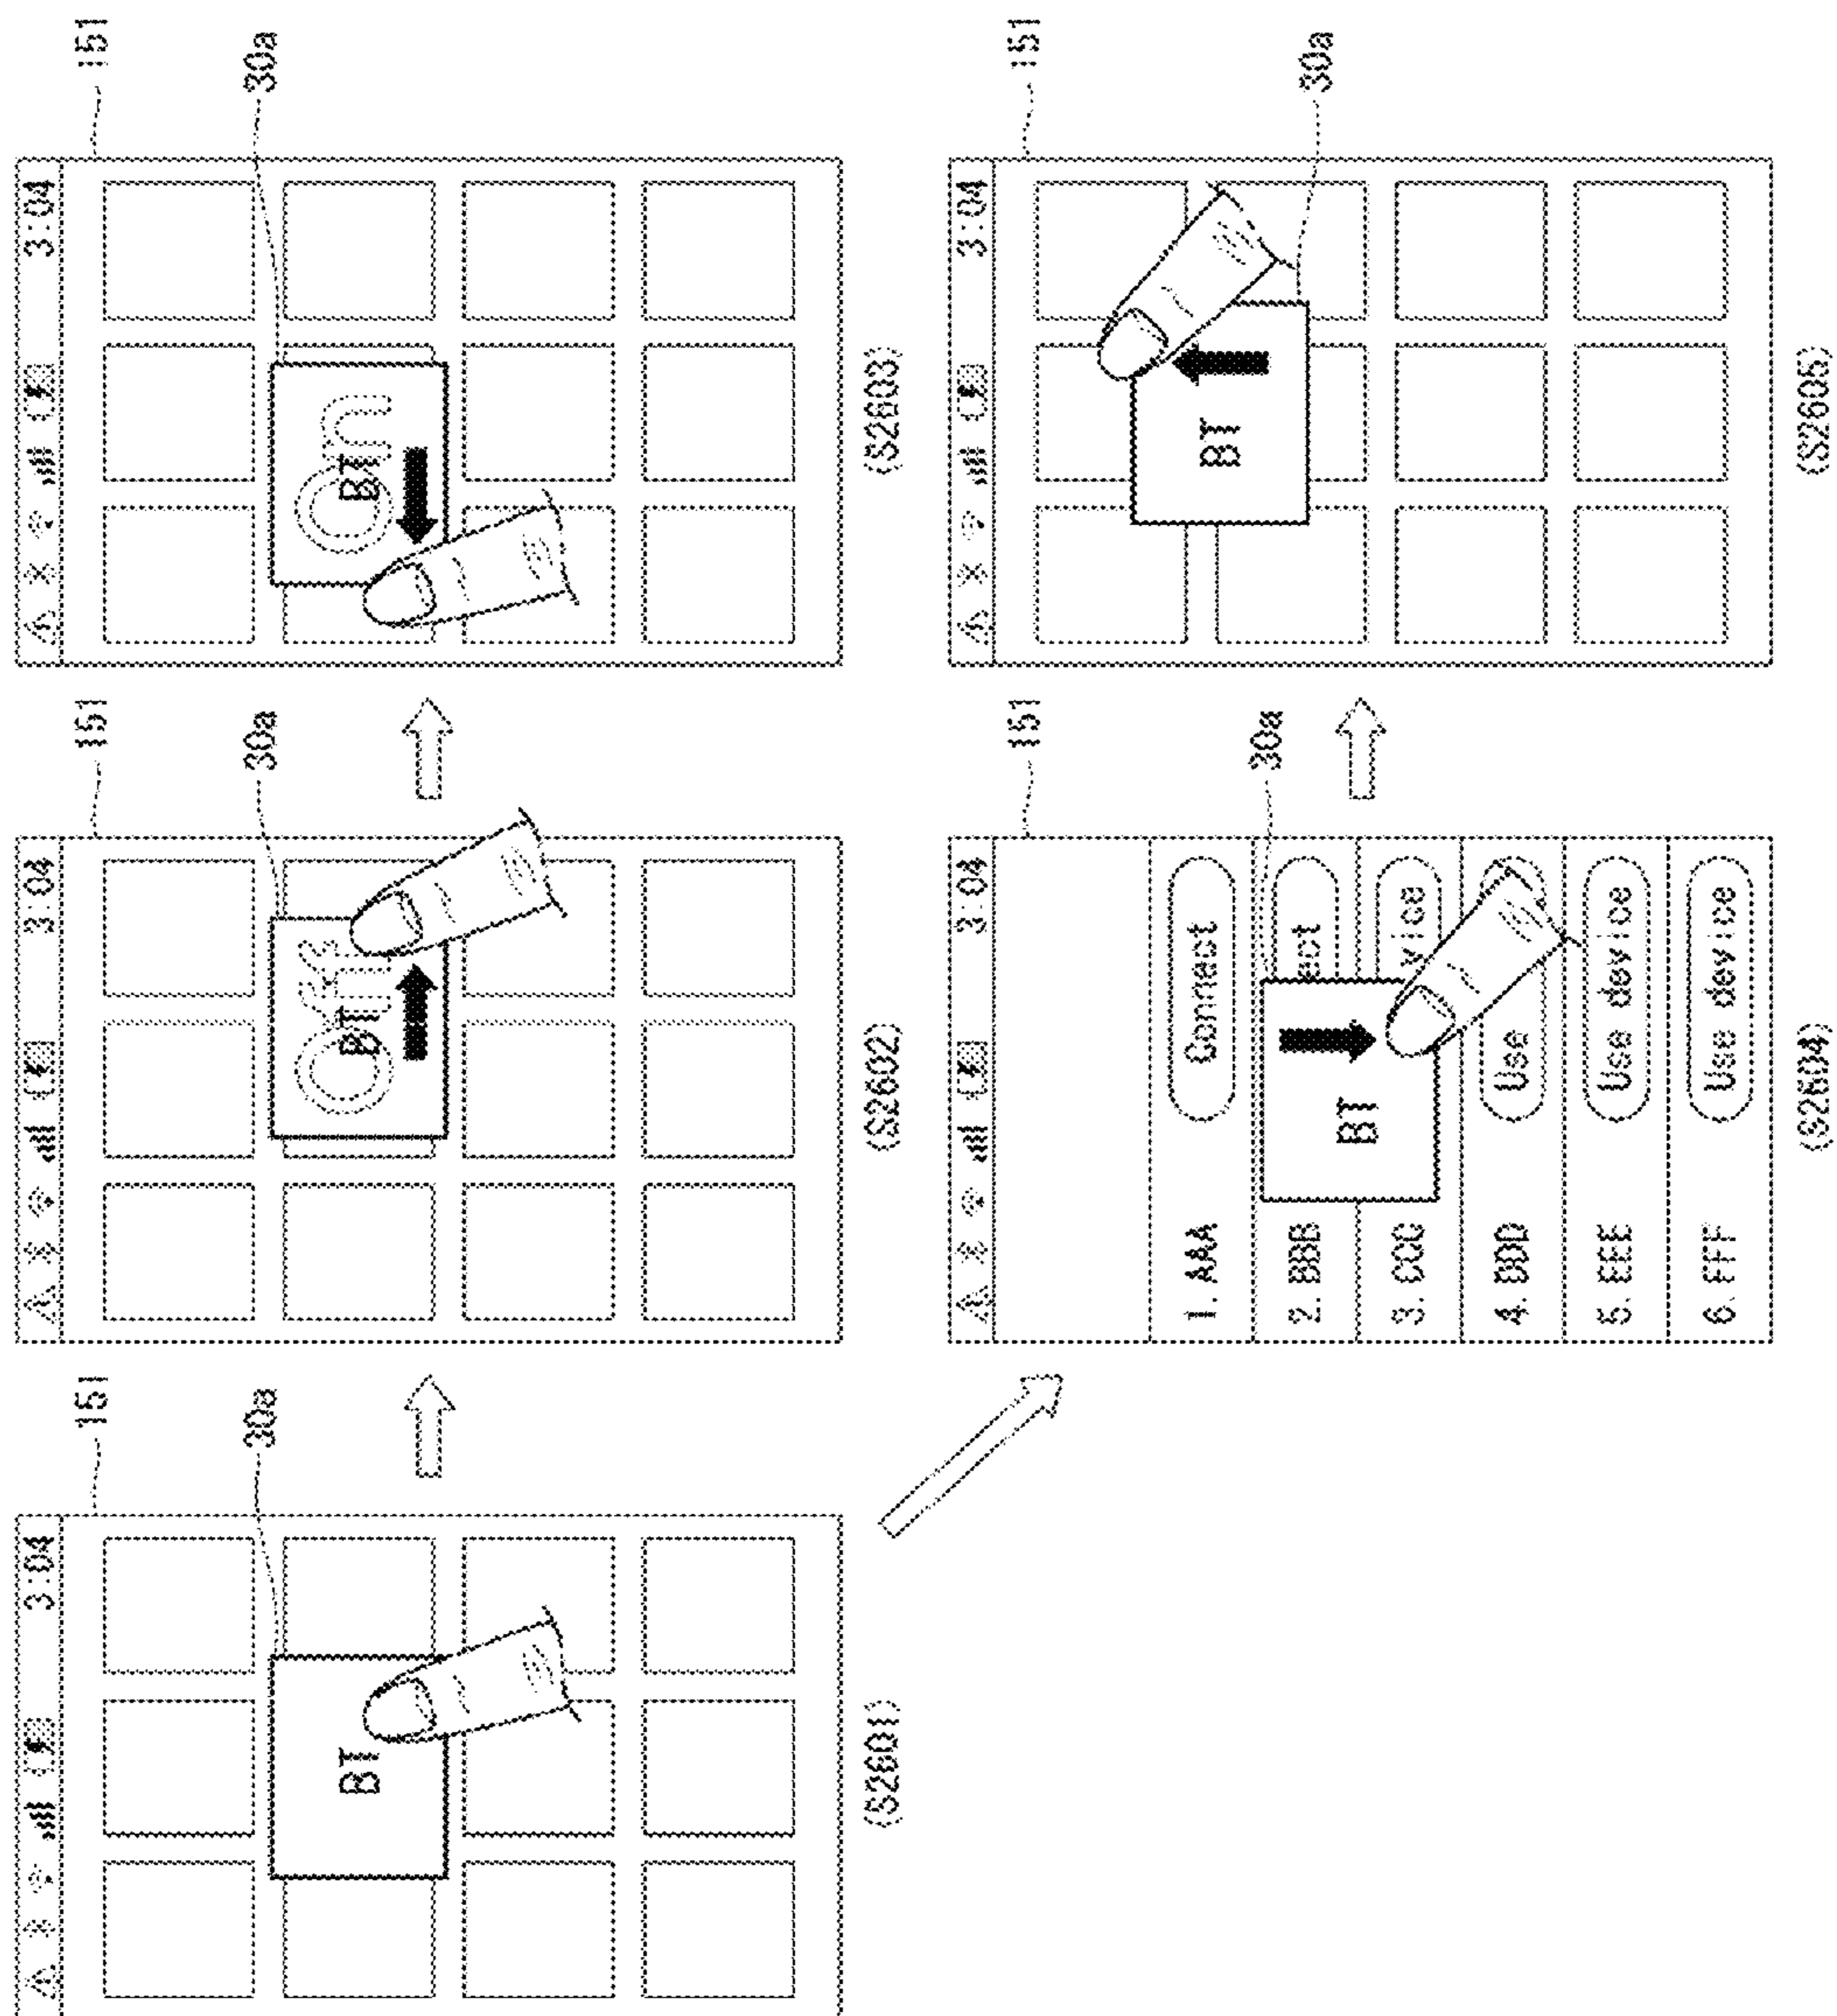 3:04
151
30a
BT
(S2601)
3:04
151
30a
Off
BT
(S2602)
3:04
151
30a
On
BT
(S2603)
3:04
151
30a
1. AAA Connect
2. BBB ect
3. CCC vice
4. DDD Use
5. EEE Use device
6. FFF Use device
BT
(S2604)
3:04
151
30a
BT
(S2605)